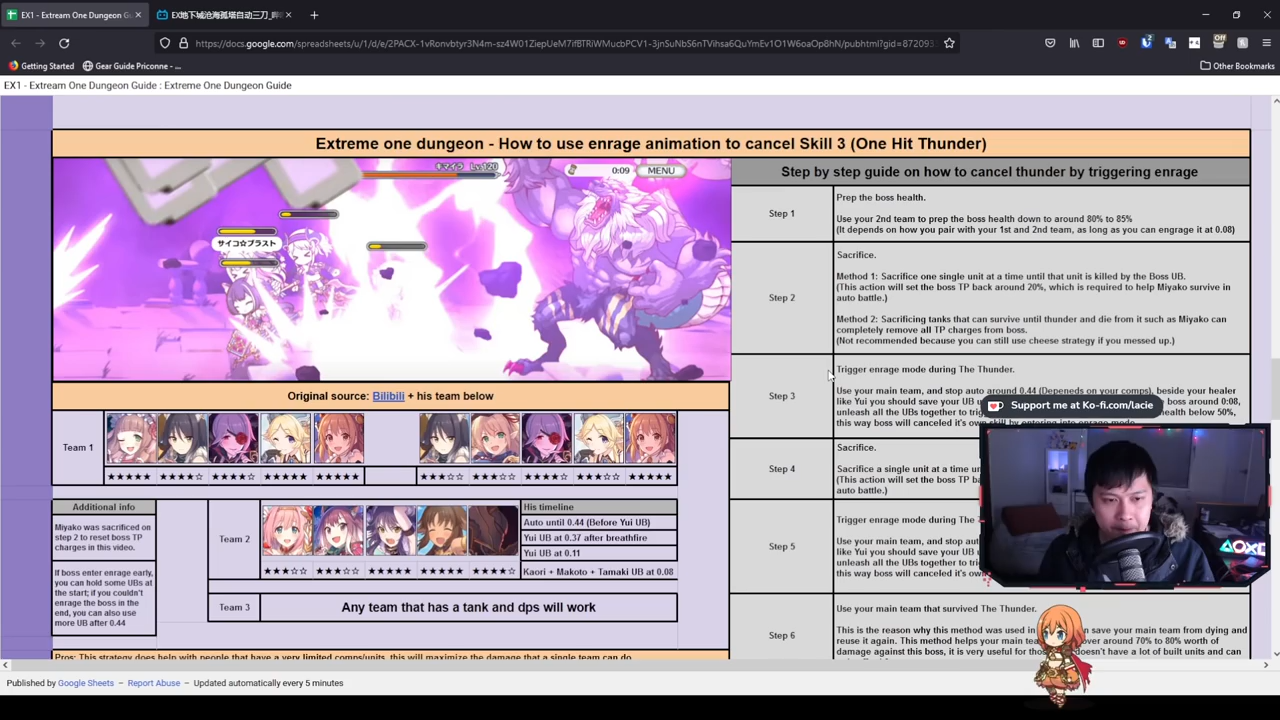 EX1 - Extream One Dungeon G
EX地下城沧海孤塔自动三刀
https://docs.google.com/spreadsheets/u/1/d/e/
Getting Started
Gear Guide Priconne - ...
Other Bookmarks
EX1 - Extream One Dungeon Guide : Extreme One Dungeon Guide
Extreme one dungeon - How to use enrage animation to cancel Skill 3 (One Hit Thunder)
キマイラ Lv.120
0:09
MENU
サイコ☆ブラスト
Original source: Bilibili + his team below
Team 1
★★★★★ ★★★★☆ ★★★★☆ ★★★★★ ★★★★★ ★★★☆☆ ★★★☆☆ ★★★☆☆ ★★★☆☆ ★★★★★
Additional info
Miyako was sacrificed on
step 2 to reset boss TP
charges in this video.
If boss enter enrage early,
you can hold some UBs at
the start; if you couldn't
enrage the boss in the
end, you can also use
more UB after 0.44
Team 2
★★★☆☆ ★★★☆☆ ★★★★★ ★★★★★ ★★★★☆
His timeline
Auto until 0.44 (Before Yui UB)
Yui UB at 0.37 after breathfire
Yui UB at 0.11
Kaori + Makoto + Tamaki UB at 0.08
Team 3
Any team that has a tank and dps will work
Pros: This strategy does help with people that have a very limited comps/units, this will maximize the damage that a single team can do
Step by step guide on how to cancel thunder by triggering enrage
Step 1
Prep the boss health.
Use your 2nd team to prep the boss health down to around 80% to 85%
(It depends on how you pair with your 1st and 2nd team, as long as you can engrage it at 0.08)
Step 2
Sacrifice.
Method 1: Sacrifice one single unit at a time until that unit is killed by the Boss UB.
(This action will set the boss TP back around 20%, which is required to help Miyako survive in
auto battle.)
Method 2: Sacrificing tanks that can survive until thunder and die from it such as Miyako can
completely remove all TP charges from boss.
(Not recommended because you can still use cheese strategy if you messed up.)
Step 3
Trigger enrage mode during The Thunder.
Use your main team, and stop auto around 0.44 (Depeneds on your comps), beside your healer
like Yui you should save your UB
boss around 0:08,
unleash all the UBs together to
health below 50%,
this way boss will canceled it's own skill by entering into enrage mode.
Step 4
Sacrifice.
Sacrifice a single unit at a time
(This action will set the boss TP
auto battle.)
Step 5
Trigger enrage mode during The
Use your main team, and stop
like Yui you should save your UB
unleash all the UBs together to
this way boss will canceled it's
Step 6
Use your main team that survived The Thunder.
This is the reason why this method was used in
save your main team from dying and
reuse it again. This method helps your main
over around 70% to 80% worth of
damage against this boss, it is very useful for
doesn't have a lot of built units and can
Support me at Ko-fi.com/lacie
Published by Google Sheets – Report Abuse – Updated automatically every 5 minutes